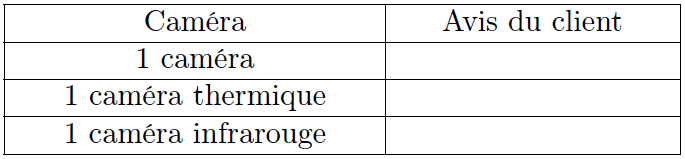 Caméra Avis du client
1 caméra
1 caméra thermique
1 caméra infrarouge